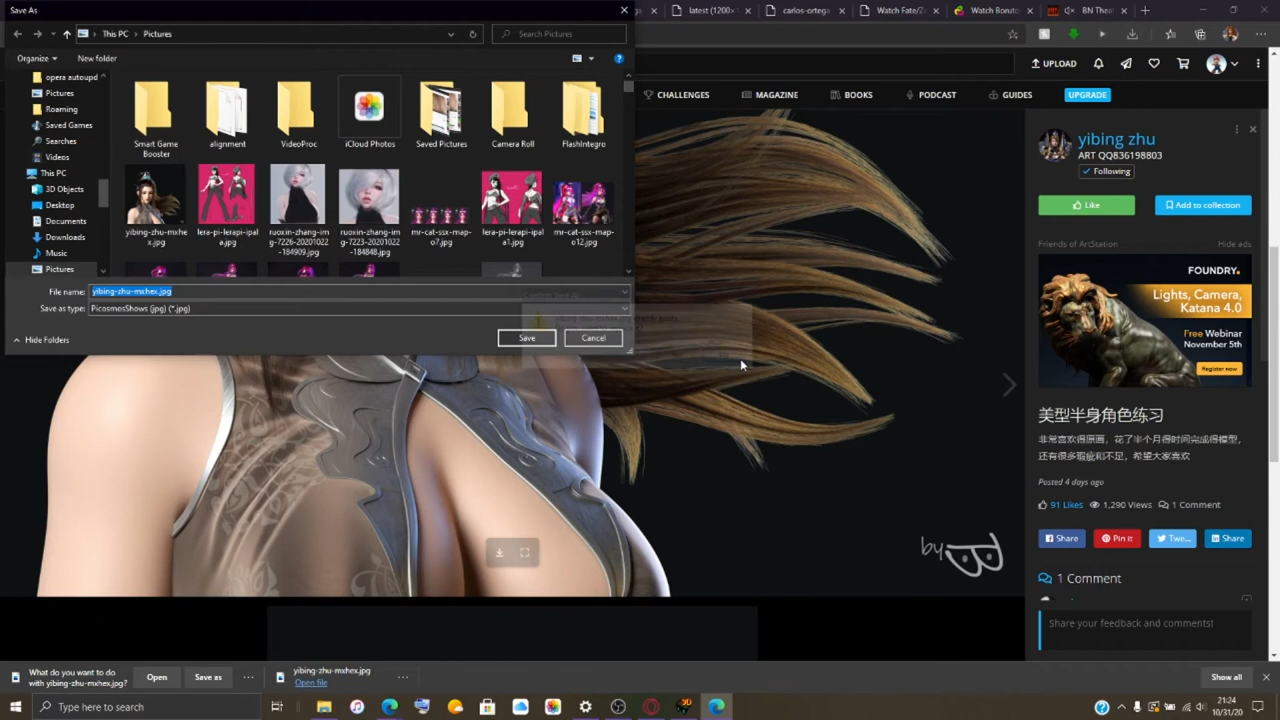 Save As
latest (1200×
carlos-ortega
Watch Fate/Z
Watch Boruto
BN Theat
This PC > Pictures
Search Pictures
Organize
New folder
opera autoupd
Pictures
Roaming
Saved Games
Searches
Videos
This PC
3D Objects
Desktop
Documents
Downloads
Music
Pictures
Smart Game Booster
alignment
VideoProc
iCloud Photos
Saved Pictures
Camera Roll
FlashIntegro
yibing-zhu-mxhex.jpg
lera-pi-lerapi-ipala.jpg
ruoxin-zhang-img-7226-20201022-184909.jpg
ruoxin-zhang-img-7223-20201022-184848.jpg
mr-cat-ssx-map-o7.jpg
lera-pi-lerapi-ipala1.jpg
mr-cat-ssx-map-o12.jpg
File name: yibing-zhu-mxhex.jpg
Save as type: PicosmosShows (jpg) (*.jpg)
Hide Folders
Save
Cancel
UPLOAD
CHALLENGES
MAGAZINE
BOOKS
PODCAST
GUIDES
UPGRADE
yibing zhu
ART QQ836198803
Following
Like
Add to collection
Friends of ArtStation
Hide ads
FOUNDRY.
Lights, Camera,
Katana 4.0
Free Webinar
November 5th
Register now
美型半身角色练习
非常喜欢得原画，花了半个月得时间完成得模型，
还有很多瑕疵和不足，希望大家喜欢
Posted 4 days ago
91 Likes
1,290 Views
1 Comment
Share
Pin it
Twe...
Share
1 Comment
Share your feedback and comments!
by
What do you want to do
with yibing-zhu-mxhex.jpg?
Open
Save as
yibing-zhu-mxhex.jpg
Open file
Show all
Type here to search
21:24
10/31/20